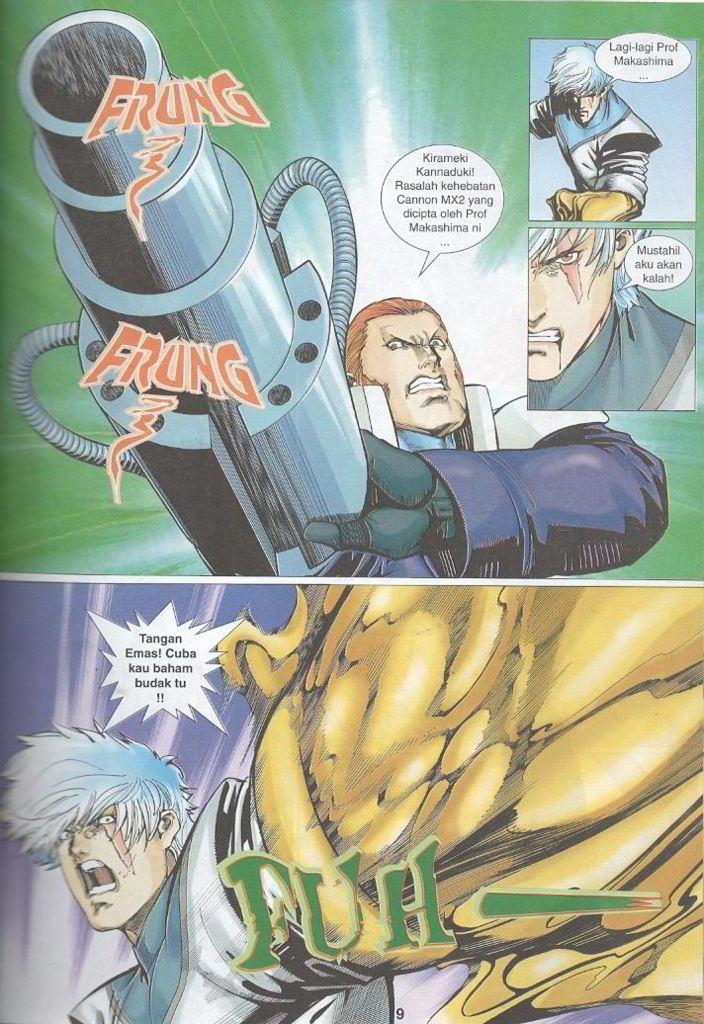 FRUNG
Lagi-lagi Prof
Makashima
...
Kirameki
Kannaduki!
Rasalah kehebatan
Cannon MX2 yang
dicipta oleh Prof
Makashima ni
...
Mustahil
aku akan
kalah!
FRUNG
Tangan
Emas! Cuba
kau baham
budak tu
!!
PUH
9